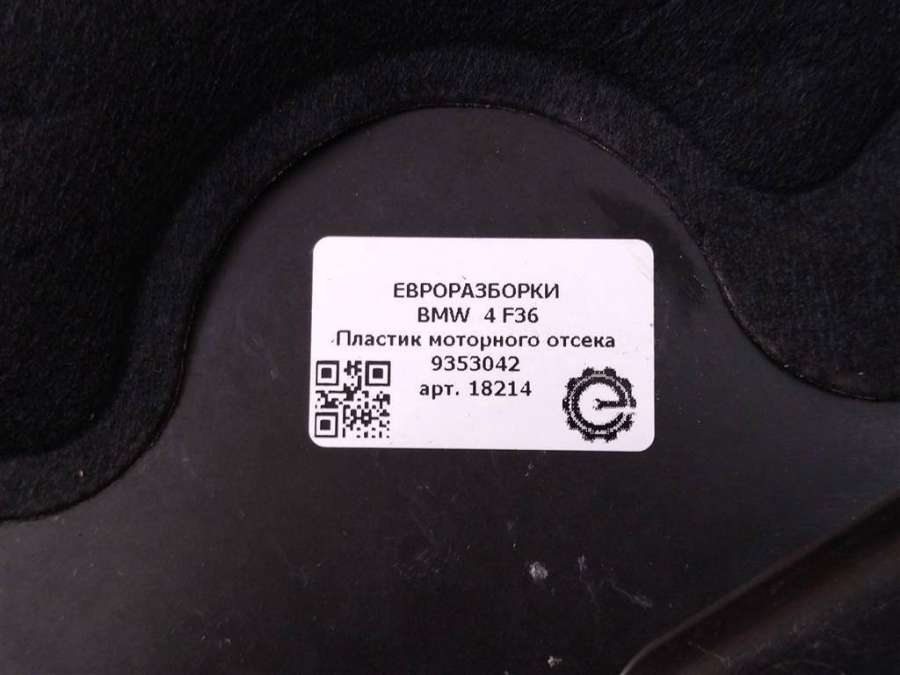 ЕВРОРАЗБОРКИ
BMW 4 F36
Пластик моторного отсека
9353042
арт. 18214